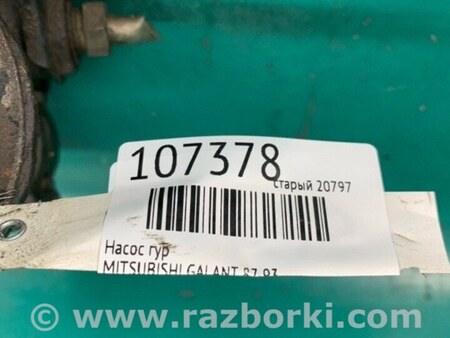 107378
Старый 20797
Насос гур
MITSUBISHI GALANT 87-93
© www.razborki.com